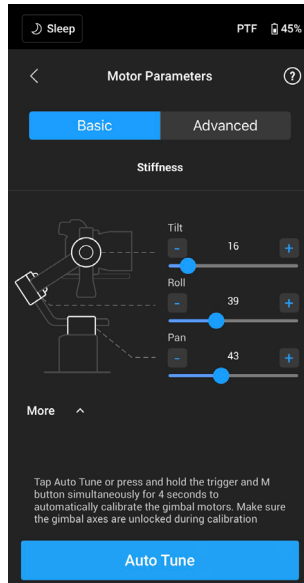 Sleep PTF 45%
Motor Parameters ?
Basic Advanced
Stiffness
Tilt
- 16 +
Roll
- 39 +
Pan
- 43 +
More
Tap Auto Tune or press and hold the trigger and M
button simultaneously for 4 seconds to
automatically calibrate the gimbal motors. Make sure
the gimbal axes are unlocked during calibration
Auto Tune